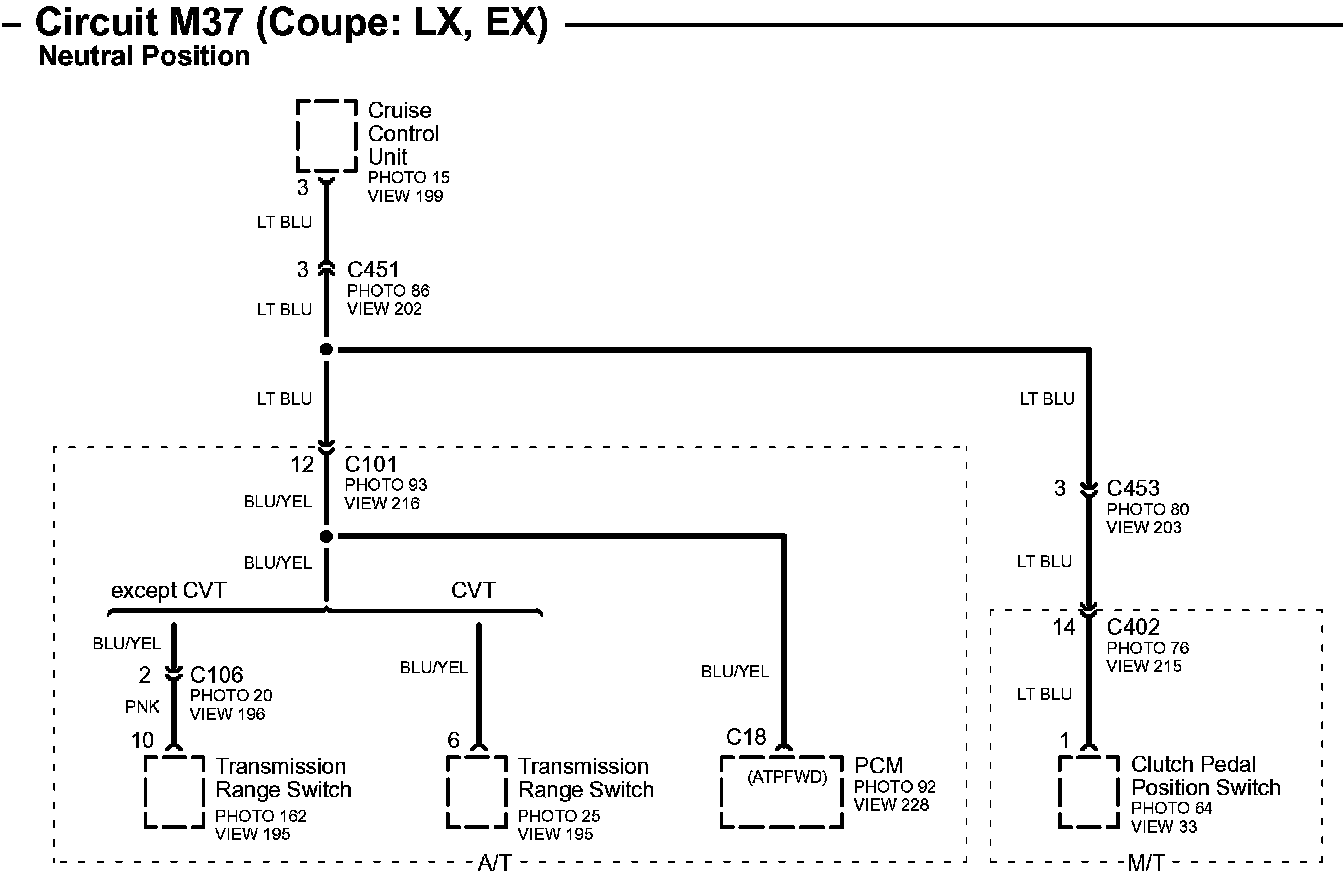 Circuit M37 (Coupe: LX, EX)
Neutral Position
Cruise
Control
Unit
PHOTO 15
VIEW 199
3
LT BLU
3 C451
PHOTO 86
VIEW 202
LT BLU
LT BLU
LT BLU
12 C101
PHOTO 93
VIEW 216
BLU/YEL
3 C453
PHOTO 80
VIEW 203
BLU/YEL
LT BLU
except CVT
CVT
14 C402
PHOTO 76
VIEW 215
BLU/YEL
BLU/YEL
BLU/YEL
2 C106
PHOTO 20
VIEW 196
PNK
LT BLU
10
6
C18
1
Transmission
Range Switch
PHOTO 162
VIEW 195
Transmission
Range Switch
PHOTO 25
VIEW 195
(ATPFWD)
PCM
PHOTO 92
VIEW 228
Clutch Pedal
Position Switch
PHOTO 64
VIEW 33
A/T
M/T